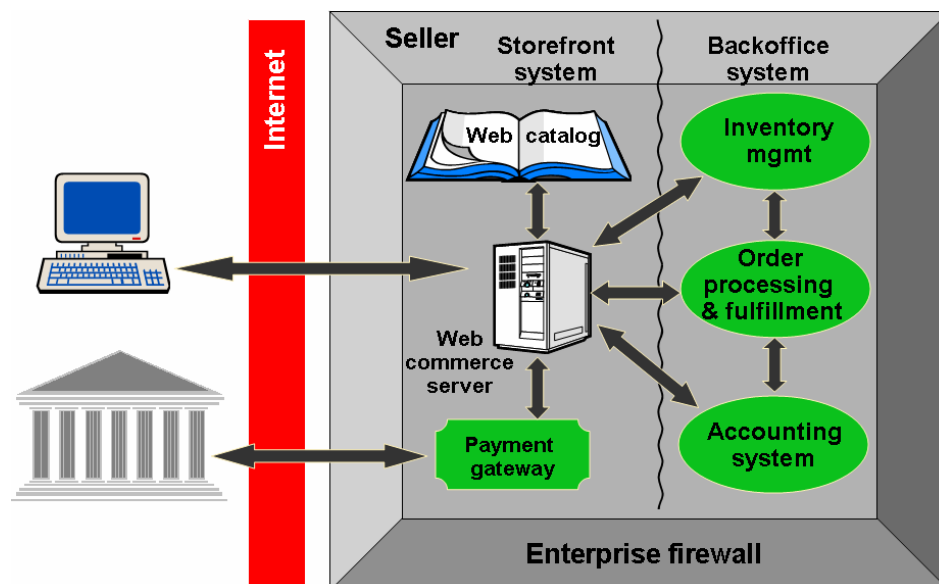 Seller
Storefront
system
Backoffice
system
Internet
Web catalog
Inventory
mgmt
Order
processing
& fulfillment
Web
commerce
server
Payment
gateway
Accounting
system
Enterprise firewall